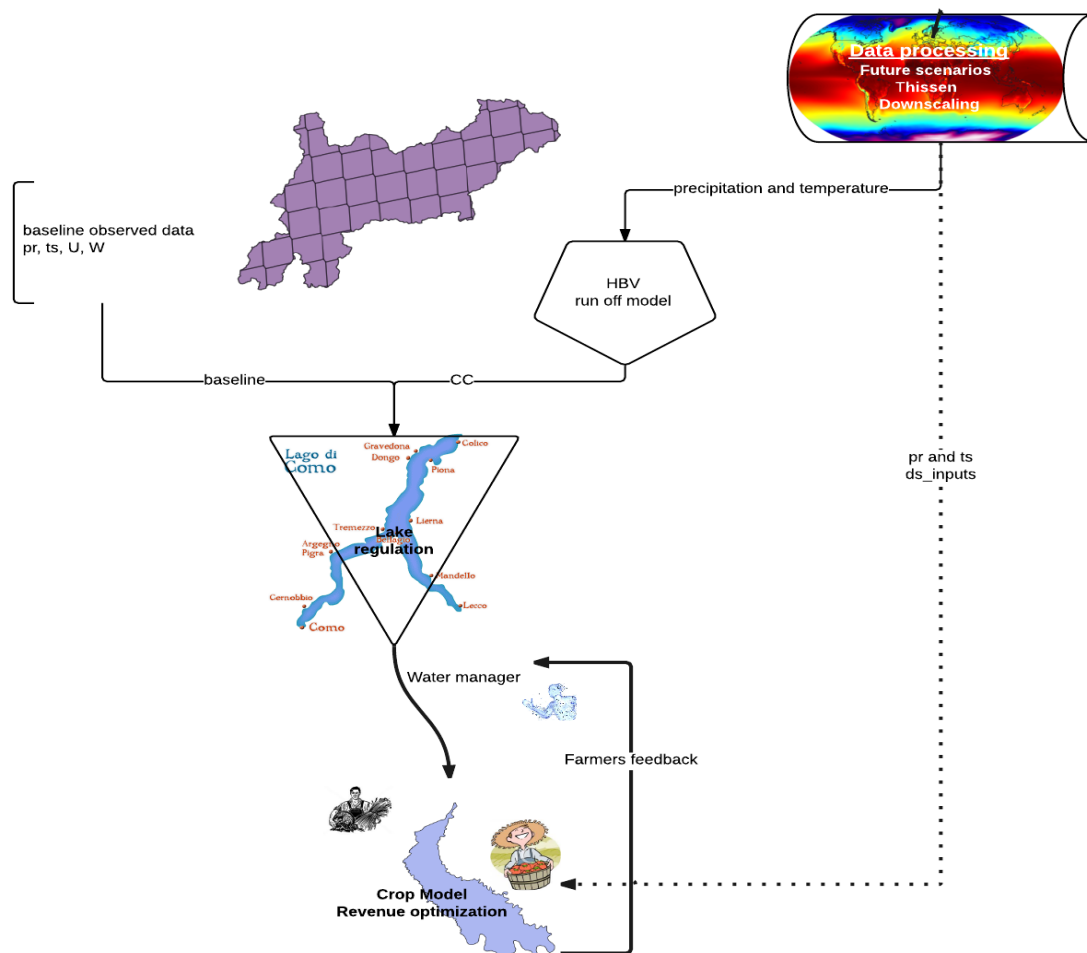 Data processing
Future scenarios
Thissen
Downscaling
precipitation and temperature
baseline observed data
pr, ts, U, W
HBV
run off model
baseline
CC
Lago di
Como
Gravedona
Colico
Dongo
Piona
Tremezzo
Lierna
Lake
Bellagio
regulation
Argegno
Pigra
Mandello
Cernobbio
Lecco
Como
pr and ts
ds_inputs
Water manager
Farmers feedback
Crop Model
Revenue optimization